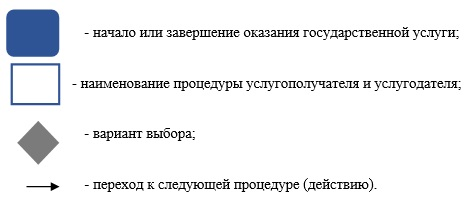 - начало или завершение оказания государственной услуги;
- наименование процедуры услугополучателя и услугодателя;
- вариант выбора;
- переход к следующей процедуре (действию).